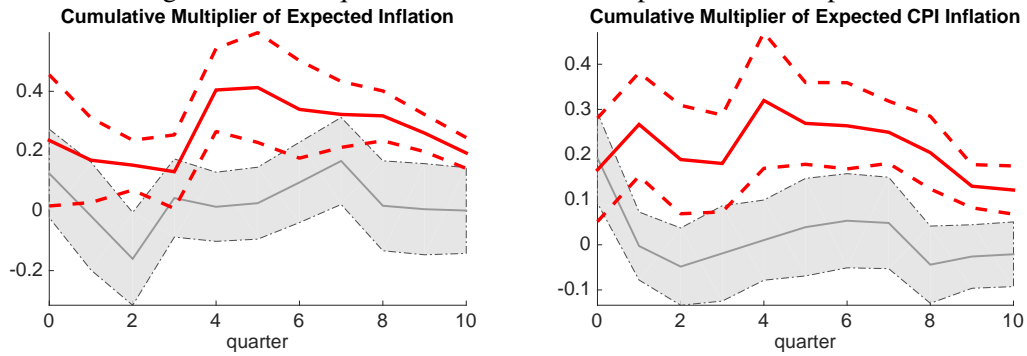 Cumulative Multiplier of Expected Inflation
0.4
0.2
0
-0.2
0 2 4 6 8 10
quarter
Cumulative Multiplier of Expected CPI Inflation
0.4
0.3
0.2
0.1
0
-0.1
0 2 4 6 8 10
quarter